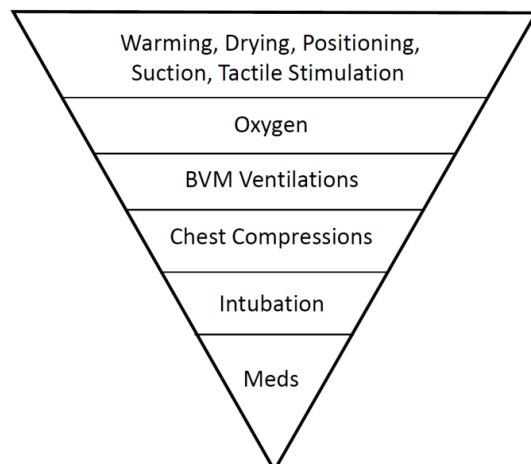 Warming, Drying, Positioning,
Suction, Tactile Stimulation
Oxygen
BVM Ventilations
Chest Compressions
Intubation
Meds